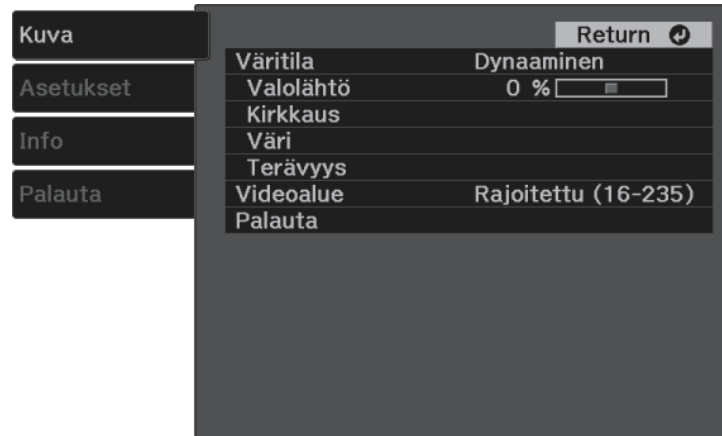 Kuva
Asetukset
Info
Palauta
Return
Väritila Dynaaminen
Valolähtö 0 %
Kirkkaus
Väri
Terävyys
Videoalue Rajoitettu (16-235)
Palauta